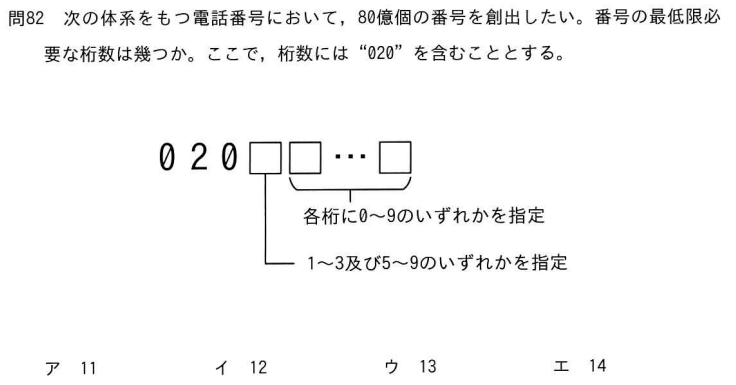 問82 次の体系をもつ電話番号において，80億個の番号を創出したい。番号の最低限必
要な桁数は幾つか。ここで，桁数には“020”を含むこととする。
020□□…□
各桁に0～9のいずれかを指定
1～3及び5～9のいずれかを指定
ア 11 イ 12 ウ 13 エ 14